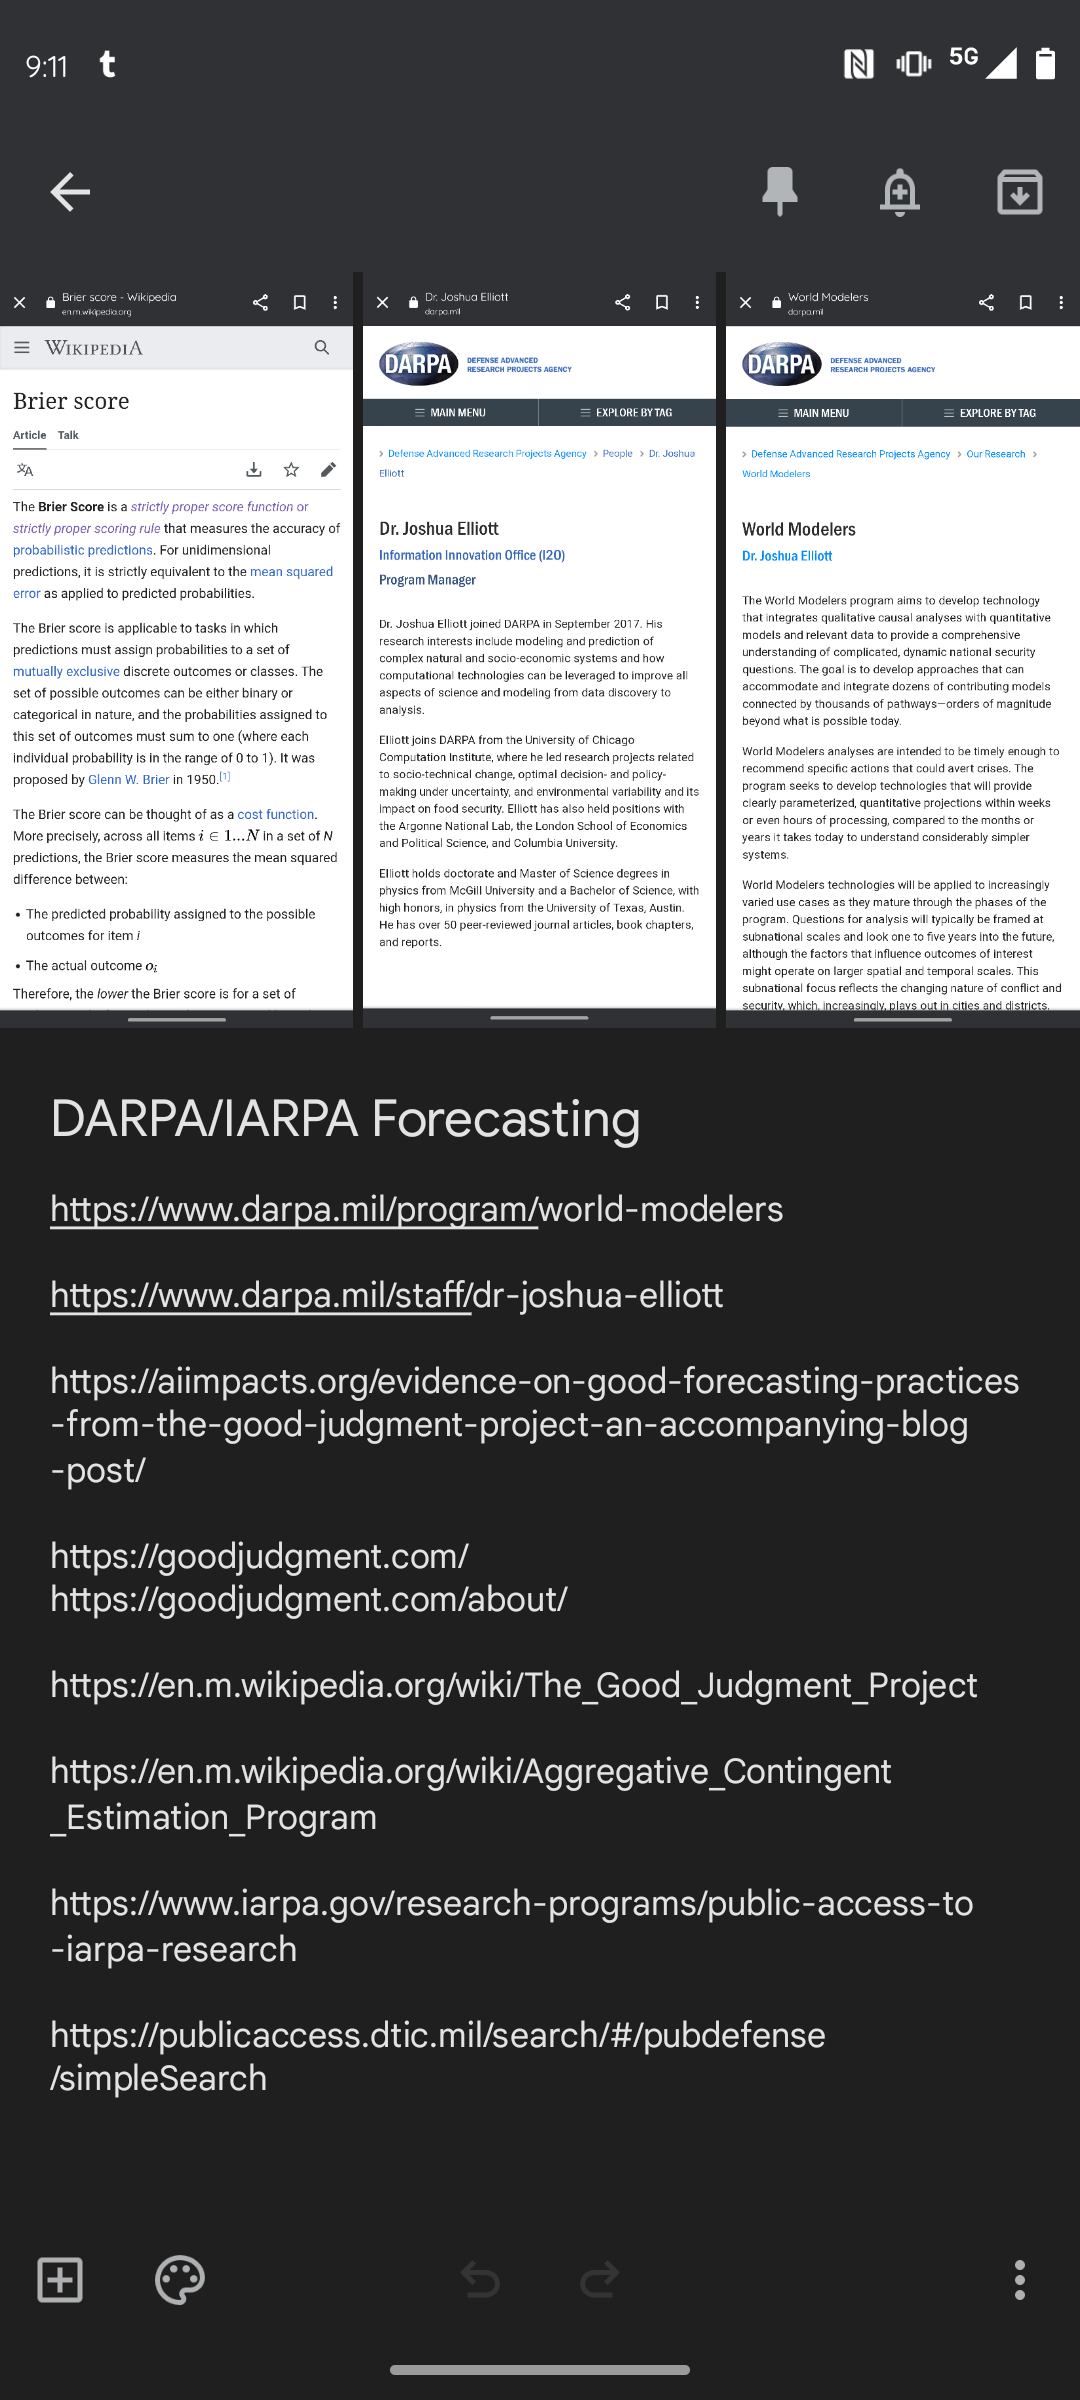 9:11
t
5G
Brier score - Wikipedia
en.m.wikipedia.org
WIKIPEDIA
Brier score
Article Talk
The Brier Score is a strictly proper score function or
strictly proper scoring rule that measures the accuracy of
probabilistic predictions. For unidimensional
predictions, it is strictly equivalent to the mean squared
error as applied to predicted probabilities.
The Brier score is applicable to tasks in which
predictions must assign probabilities to a set of
mutually exclusive discrete outcomes or classes. The
set of possible outcomes can be either binary or
categorical in nature, and the probabilities assigned to
this set of outcomes must sum to one (where each
individual probability is in the range of 0 to 1). It was
proposed by Glenn W. Brier in 1950.[1]
The Brier score can be thought of as a cost function.
More precisely, across all items i ∈ 1...N in a set of N
predictions, the Brier score measures the mean squared
difference between:
• The predicted probability assigned to the possible
outcomes for item i
• The actual outcome oᵢ
Therefore, the lower the Brier score is for a set of
Dr. Joshua Elliott
darpa.mil
DARPA
DEFENSE ADVANCED
RESEARCH PROJECTS AGENCY
MAIN MENU
EXPLORE BY TAG
> Defense Advanced Research Projects Agency > People > Dr. Joshua
Elliott
Dr. Joshua Elliott
Information Innovation Office (I2O)
Program Manager
Dr. Joshua Elliott joined DARPA in September 2017. His
research interests include modeling and prediction of
complex natural and socio-economic systems and how
computational technologies can be leveraged to improve all
aspects of science and modeling from data discovery to
analysis.
Elliott joins DARPA from the University of Chicago
Computation Institute, where he led research projects related
to socio-technical change, optimal decision- and policy-
making under uncertainty, and environmental variability and its
impact on food security. Elliott has also held positions with
the Argonne National Lab, the London School of Economics
and Political Science, and Columbia University.
Elliott holds doctorate and Master of Science degrees in
physics from McGill University and a Bachelor of Science, with
high honors, in physics from the University of Texas, Austin.
He has over 50 peer-reviewed journal articles, book chapters,
and reports.
World Modelers
darpa.mil
DARPA
DEFENSE ADVANCED
RESEARCH PROJECTS AGENCY
MAIN MENU
EXPLORE BY TAG
> Defense Advanced Research Projects Agency > Our Research >
World Modelers
World Modelers
Dr. Joshua Elliott
The World Modelers program aims to develop technology
that integrates qualitative causal analyses with quantitative
models and relevant data to provide a comprehensive
understanding of complicated, dynamic national security
questions. The goal is to develop approaches that can
accommodate and integrate dozens of contributing models
connected by thousands of pathways—orders of magnitude
beyond what is possible today.
World Modelers analyses are intended to be timely enough to
recommend specific actions that could avert crises. The
program seeks to develop technologies that will provide
clearly parameterized, quantitative projections within weeks
or even hours of processing, compared to the months or
years it takes today to understand considerably simpler
systems.
World Modelers technologies will be applied to increasingly
varied use cases as they mature through the phases of the
program. Questions for analysis will typically be framed at
subnational scales and look one to five years into the future,
although the factors that influence outcomes of interest
might operate on larger spatial and temporal scales. This
subnational focus reflects the changing nature of conflict and
security, which, increasingly, plays out in cities and districts.
DARPA/IARPA Forecasting
https://www.darpa.mil/program/world-modelers
https://www.darpa.mil/staff/dr-joshua-elliott
https://aiimpacts.org/evidence-on-good-forecasting-practices
-from-the-good-judgment-project-an-accompanying-blog
-post/
https://goodjudgment.com/
https://goodjudgment.com/about/
https://en.m.wikipedia.org/wiki/The_Good_Judgment_Project
https://en.m.wikipedia.org/wiki/Aggregative_Contingent
_Estimation_Program
https://www.iarpa.gov/research-programs/public-access-to
-iarpa-research
https://publicaccess.dtic.mil/search/#/pubdefense
/simpleSearch